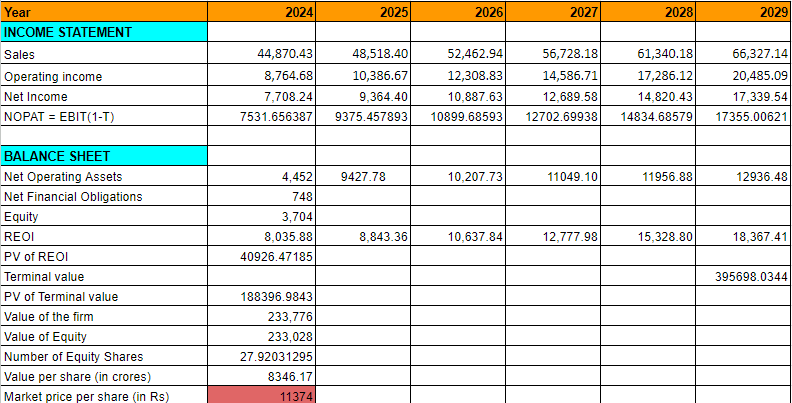 Year 2024 2025 2026 2027 2028 2029
INCOME STATEMENT
Sales 44,870.43 48,518.40 52,462.94 56,728.18 61,340.18 66,327.14
Operating income 8,764.68 10,386.67 12,308.83 14,586.71 17,286.12 20,485.09
Net Income 7,708.24 9,364.40 10,887.63 12,689.58 14,820.43 17,339.54
NOPAT = EBIT(1-T) 7531.656387 9375.457893 10899.68593 12702.69938 14834.68579 17355.00621
BALANCE SHEET
Net Operating Assets 4,452 9427.78 10,207.73 11049.10 11956.88 12936.48
Net Financial Obligations 748
Equity 3,704
REOI 8,035.88 8,843.36 10,637.84 12,777.98 15,328.80 18,367.41
PV of REOI 40926.47185
Terminal value 395698.0344
PV of Terminal value 188396.9843
Value of the firm 233,776
Value of Equity 233,028
Number of Equity Shares 27.92031295
Value per share (in crores) 8346.17
Market price per share (in Rs) 11374